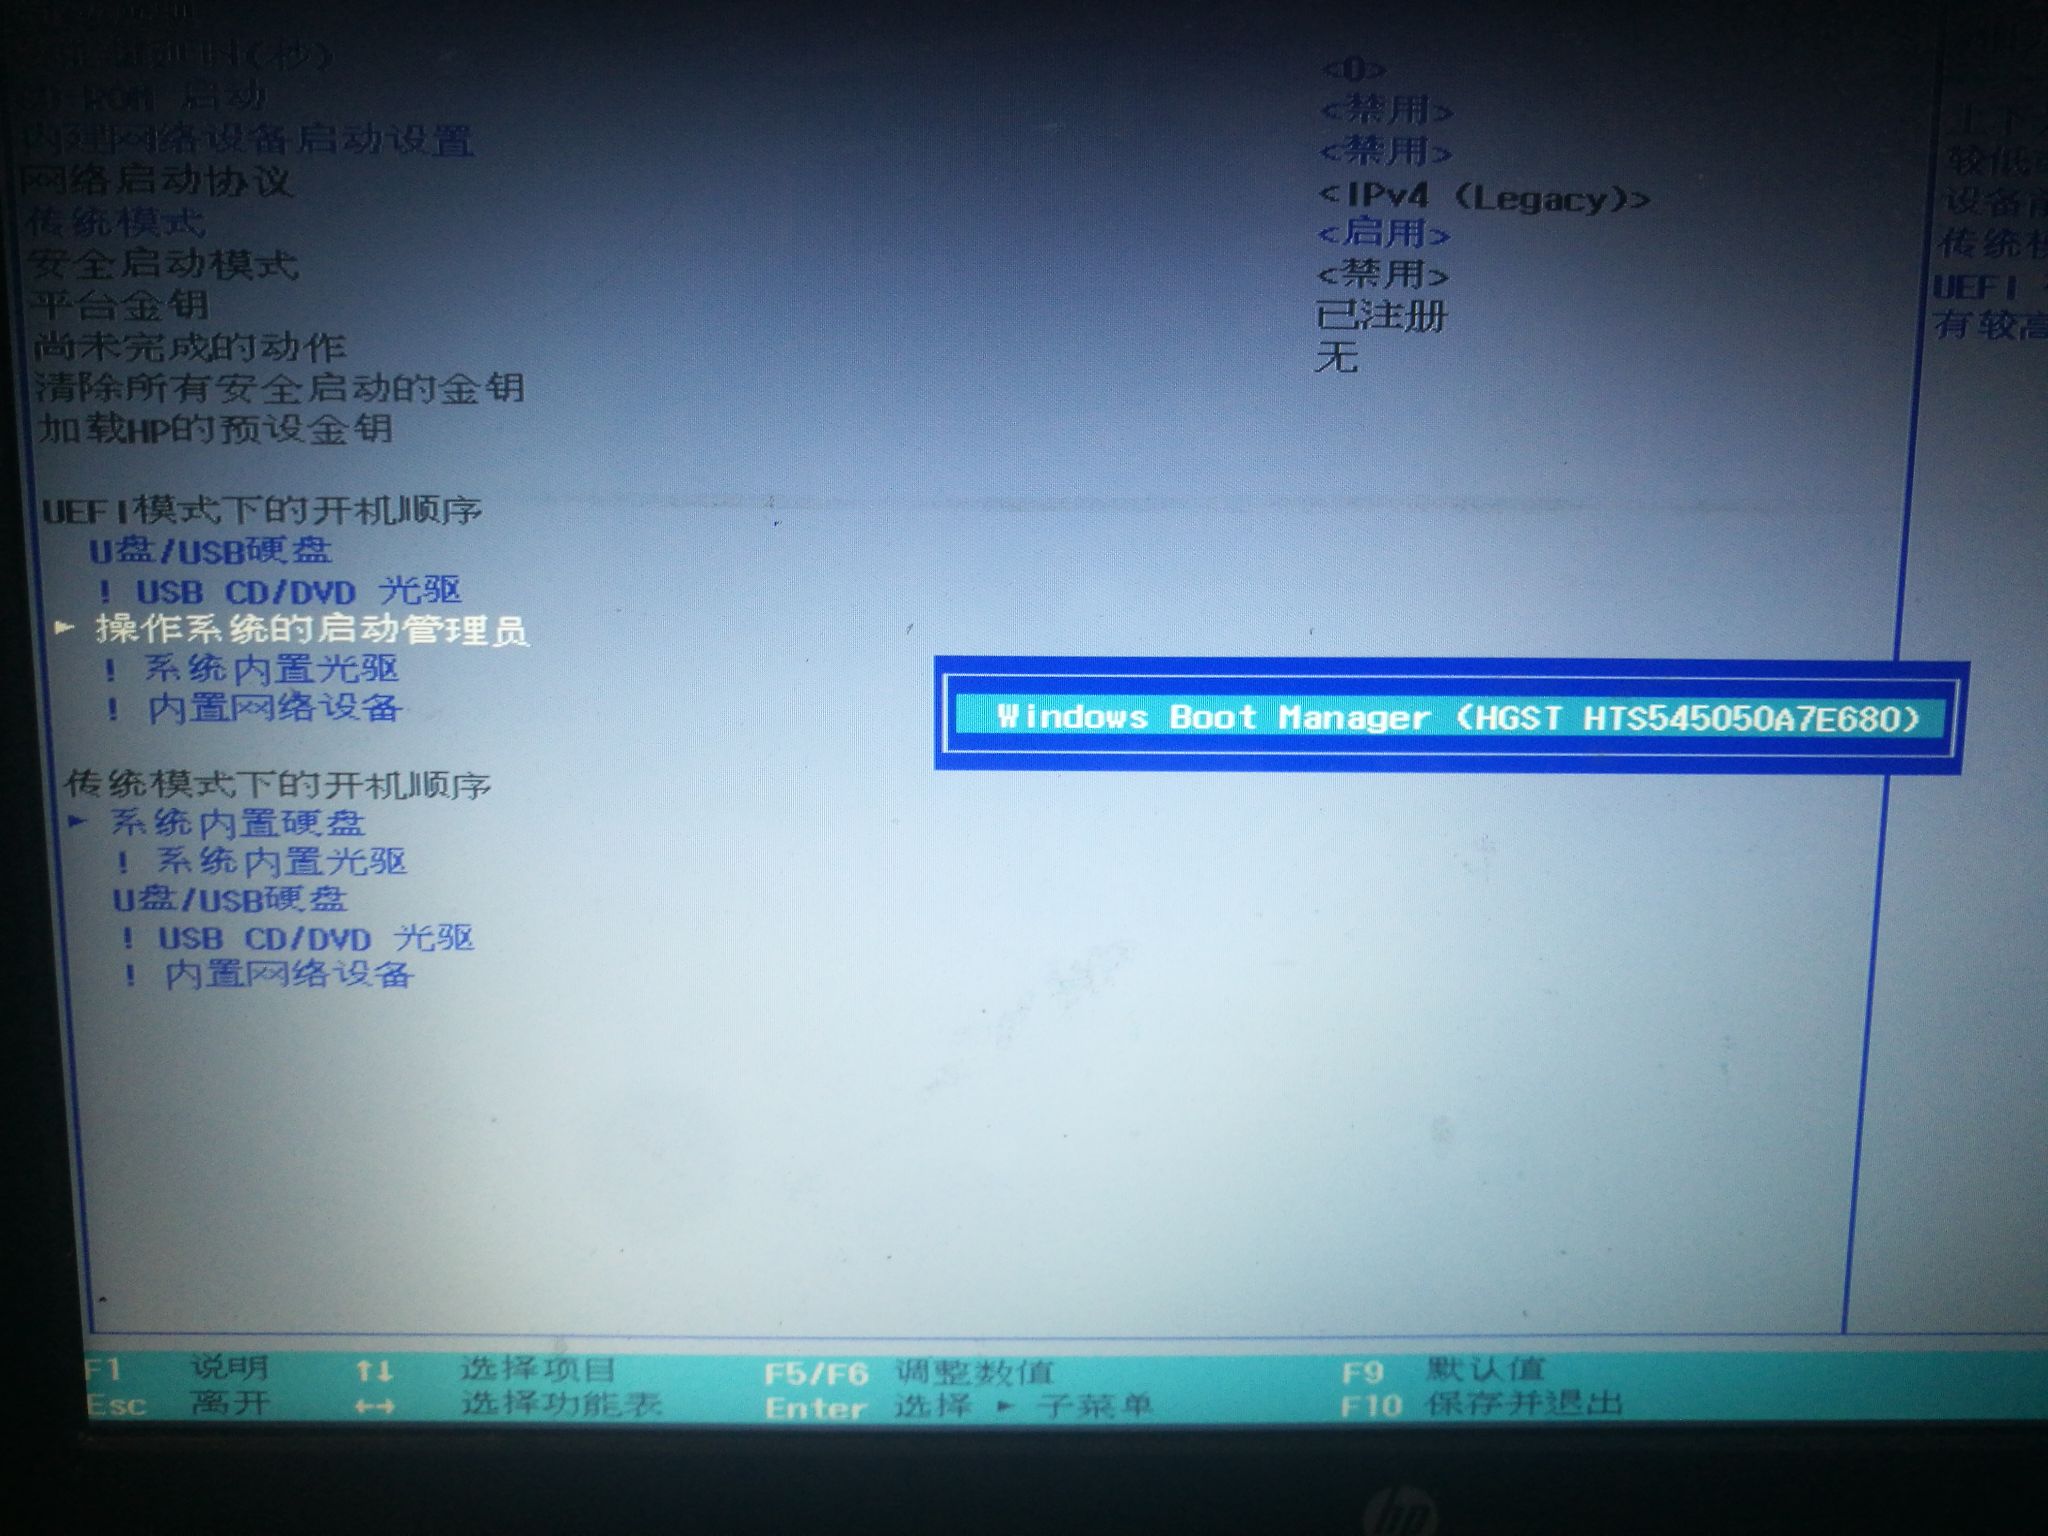 时(秒)
<0>
ROM 启动
<禁用>
内建网络设备启动设置
<禁用>
网络启动协议
<IPv4 (Legacy)>
传统模式
<启用>
安全启动模式
<禁用>
平台金钥
已注册
尚未完成的动作
无
清除所有安全启动的金钥
加载HP的预设金钥
上下
较低
设备
传统
UEFI
有较高
UEFI模式下的开机顺序
U盘/USB硬盘
! USB CD/DVD 光驱
► 操作系统的启动管理员
! 系统内置光驱
! 内置网络设备
Windows Boot Manager (HGST HTS545050A7E680)
传统模式下的开机顺序
► 系统内置硬盘
! 系统内置光驱
U盘/USB硬盘
! USB CD/DVD 光驱
! 内置网络设备
F1 说明 ↑↓ 选择项目 F5/F6 调整数值 F9 默认值
Esc 离开 ←→ 选择功能表 Enter 选择 ► 子菜单 F10 保存并退出
hp